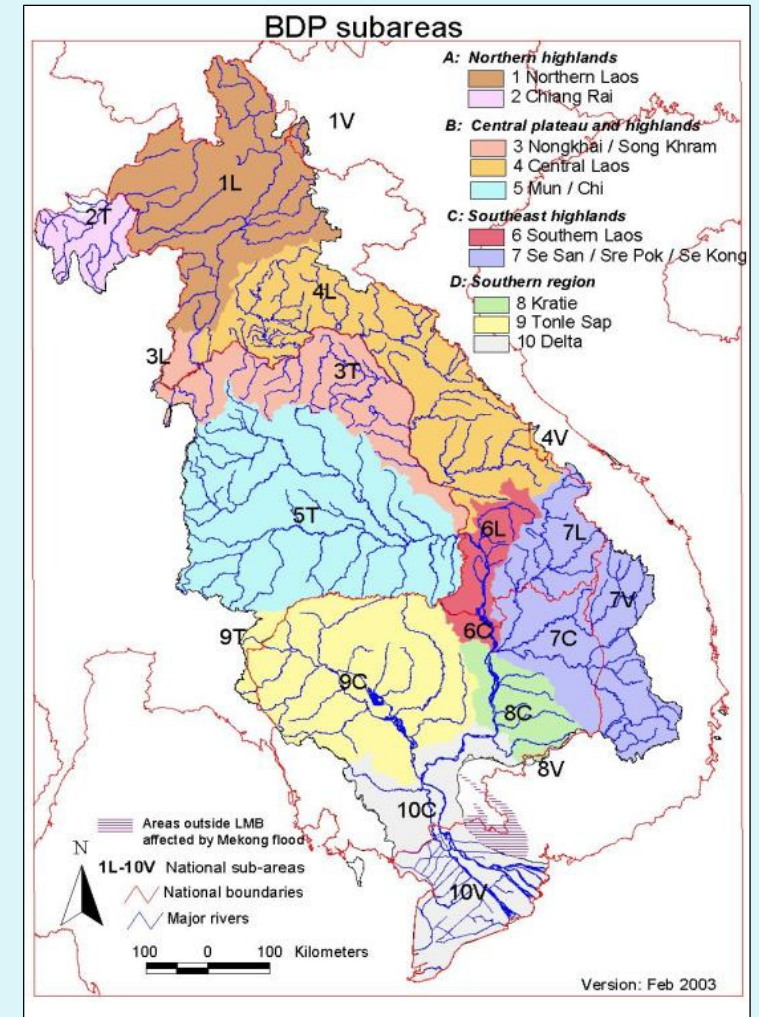 BDP subareas
A: Northern highlands
1 Northern Laos
2 Chiang Rai
B: Central plateau and highlands
3 Nongkhai / Song Khram
4 Central Laos
5 Mun / Chi
C: Southeast highlands
6 Southern Laos
7 Se San / Sre Pok / Se Kong
D: Southern region
8 Kratie
9 Tonle Sap
10 Delta
1V
1L
2T
4L
3L
3T
4V
5T
6L
7L
7V
9T
6C
7C
9C
8C
8V
10C
10V
Areas outside LMB
affected by Mekong flood
N
1L-10V National sub-areas
National boundaries
Major rivers
100 0 100 Kilometers
Version: Feb 2003